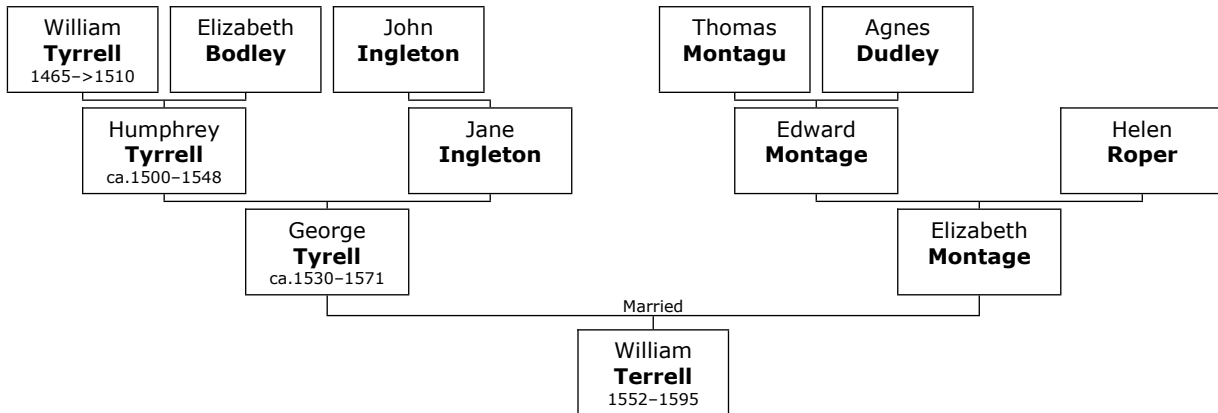 William
Tyrrell
1465–>1510
Elizabeth
Bodley
John
Ingleton
Thomas
Montagu
Agnes
Dudley
Humphrey
Tyrrell
ca.1500–1548
Jane
Ingleton
Edward
Montage
Helen
Roper
George
Tyrell
ca.1530–1571
Elizabeth
Montage
Married
William
Terrell
1552–1595